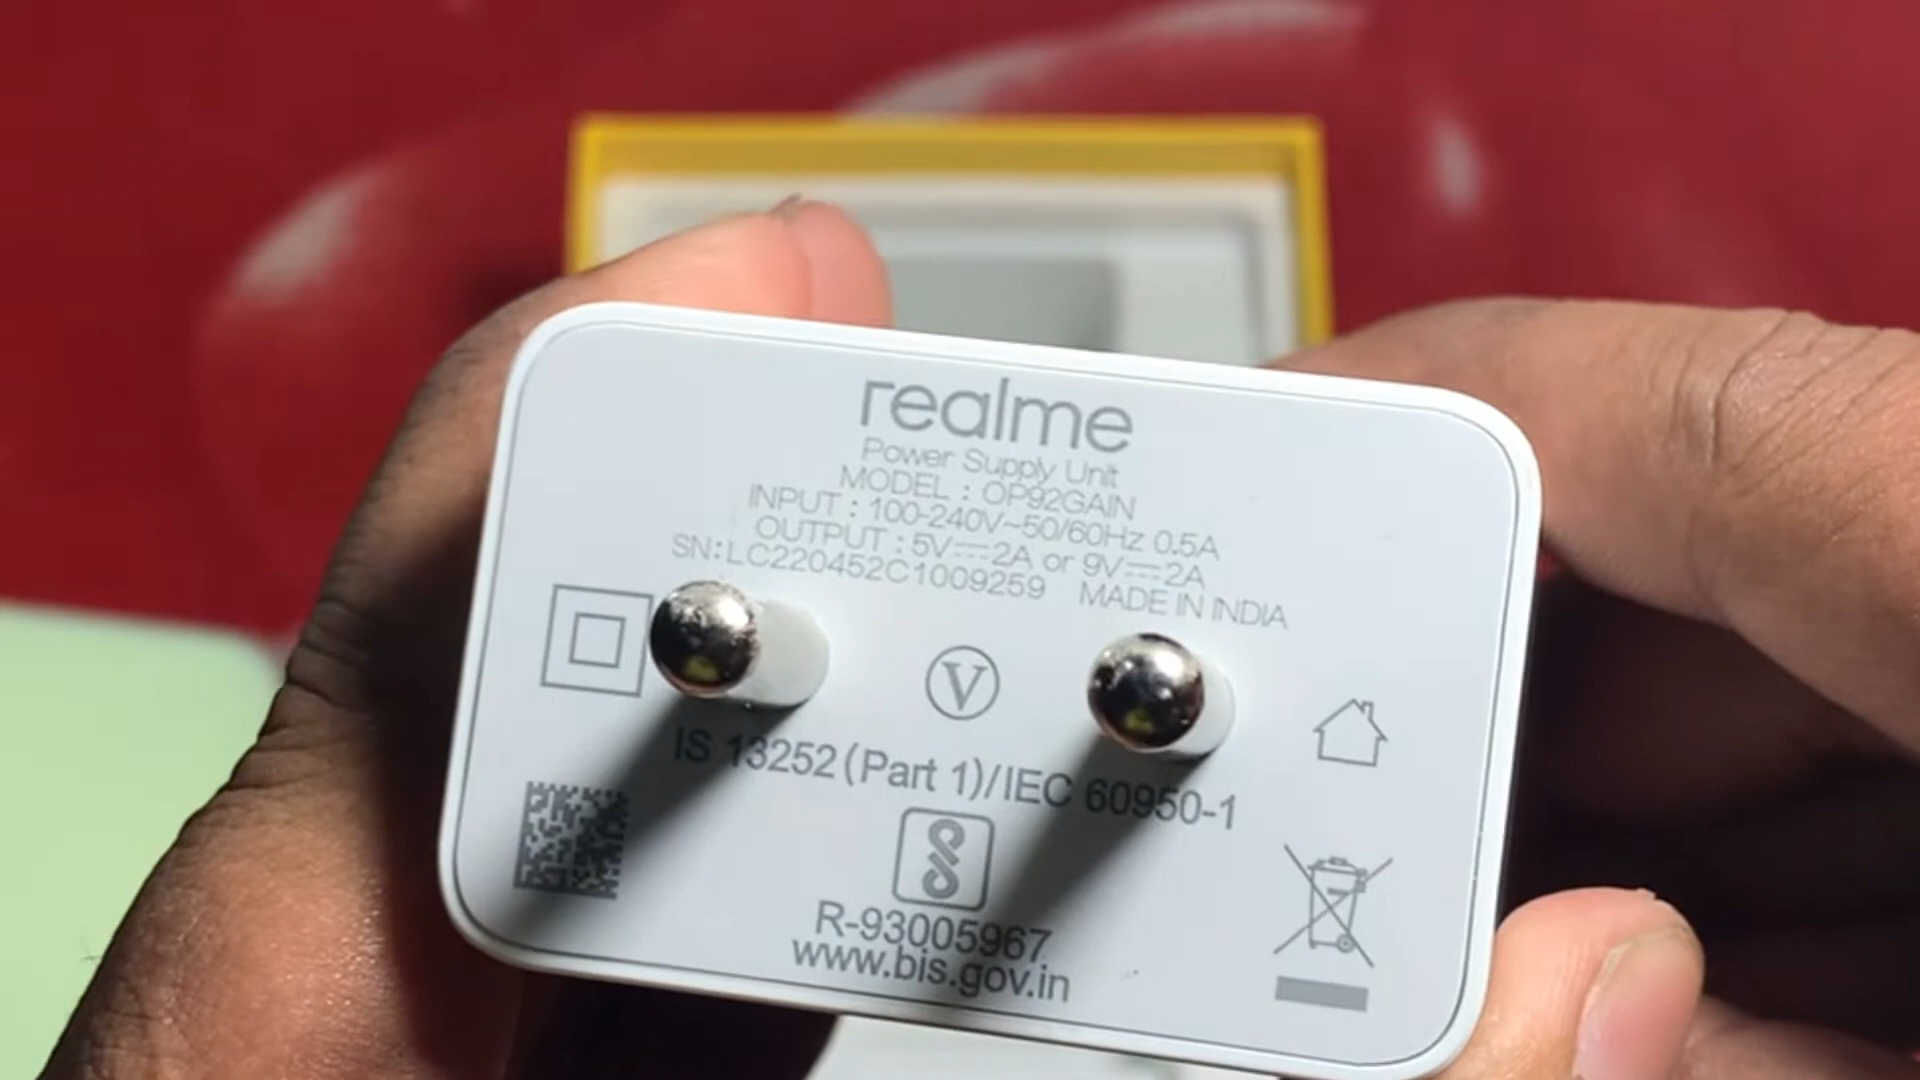 realme
Power Supply Unit
MODEL : OP92GAIN
INPUT : 100-240V~50/60Hz 0.5A
OUTPUT : 5V⎓2A or 9V⎓2A
SN:LC220452C1009259 MADE IN INDIA
V
IS 13252 (Part 1)/IEC 60950-1
R-93005967
www.bis.gov.in